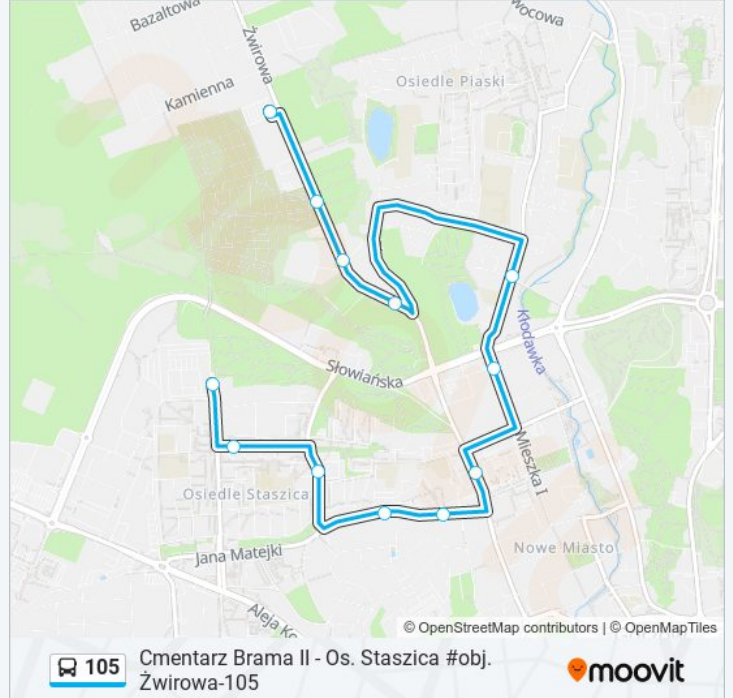 Bazaltowa
wocowa
Żwirowa
Osiedle Piaski
Kamienna
Kłodawka
Słowiańska
Mieszka I
Osiedle Staszica
Nowe Miasto
Jana Matejki
Aleja Ko
© OpenStreetMap contributors | © OpenMapTiles
105
Cmentarz Brama II - Os. Staszica #obj.
Żwirowa-105
moovit